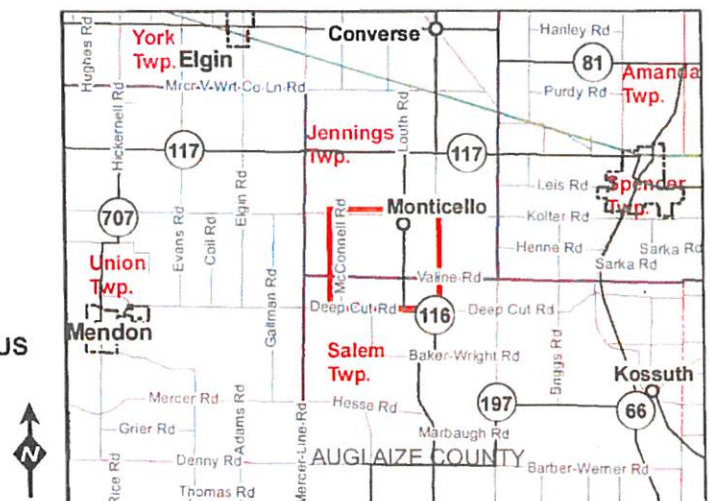 Hughes Rd
York
Twp.
Elgin
Converse
Hanley Rd
81
Amanda
Twp.
Mrcr-V-Wrt-Co-Ln-Rd
Purdy Rd
Hickernell Rd
Louth Rd
Jennings
Twp.
117
117
Leis Rd
Spencer
Twp.
707
Evans Rd
Coil Rd
Elgin Rd
McConnell Rd
Monticello
Kolter Rd
Henne Rd
Sarka Rd
Sarka Rd
Union
Twp.
Gallman Rd
Valine-Rd
Deep-Cut-Rd
116
Deep Cut Rd
Mendon
US
Salem
Twp.
Baker-Wright Rd
Briggs Rd
Kossuth
Mercer Rd
Hesse Rd
197
66
N
Grier Rd
Adams Rd
Mercer-Line-Rd
Marbaugh Rd
Denny Rd
AUGLAIZE COUNTY
Barber-Werner Rd
Rice Rd
Thomas Rd